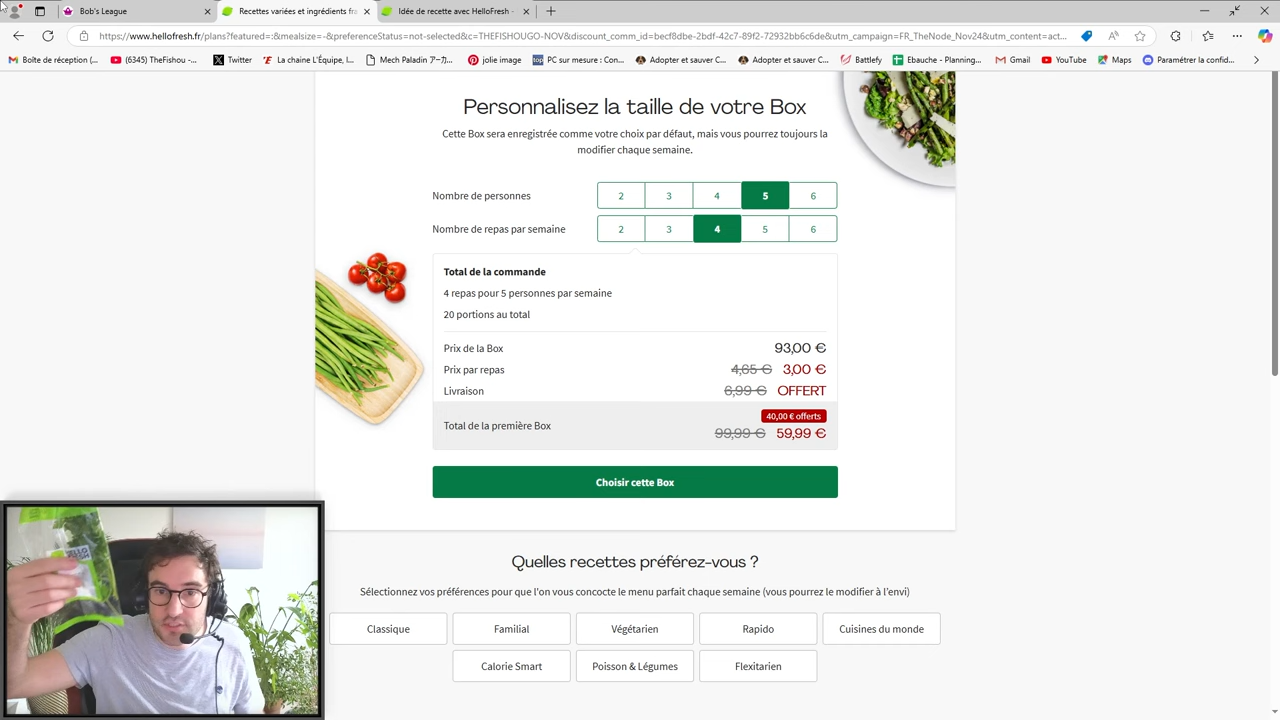 Bob's League
Recettes variées et ingrédients fra
Idée de recette avec HelloFresh -
https://www.hellofresh.fr/plans?featured=:&mealsize=-&preferenceStatus=not-selected&c=THEFISHOUGO-NOV&discount_comm_id=becf8dbe-2bdf-42c7-89f2-72932bb6c6de&utm_campaign=FR_TheNode_Nov24&utm_content=act...
Boîte de réception (...
(6345) TheFishou -...
Twitter
La chaine L'Équipe, l...
Mech Paladin アーカ...
jolie image
PC sur mesure : Con...
Adopter et sauver C...
Adopter et sauver C...
Battlefy
Ebauche - Planning...
Gmail
YouTube
Maps
Paramétrer la confid...
Personnalisez la taille de votre Box
Cette Box sera enregistrée comme votre choix par défaut, mais vous pourrez toujours la
modifier chaque semaine.
Nombre de personnes 2 3 4 5 6
Nombre de repas par semaine 2 3 4 5 6
Total de la commande
4 repas pour 5 personnes par semaine
20 portions au total
Prix de la Box 93,00 €
Prix par repas 4,65 € 3,00 €
Livraison 6,99 € OFFERT
40,00 € offerts
Total de la première Box 99,99 € 59,99 €
Choisir cette Box
Quelles recettes préférez-vous ?
Sélectionnez vos préférences pour que l'on vous concocte le menu parfait chaque semaine (vous pourrez le modifier à l'envi)
Classique Familial Végétarien Rapido Cuisines du monde
Calorie Smart Poisson & Légumes Flexitarien